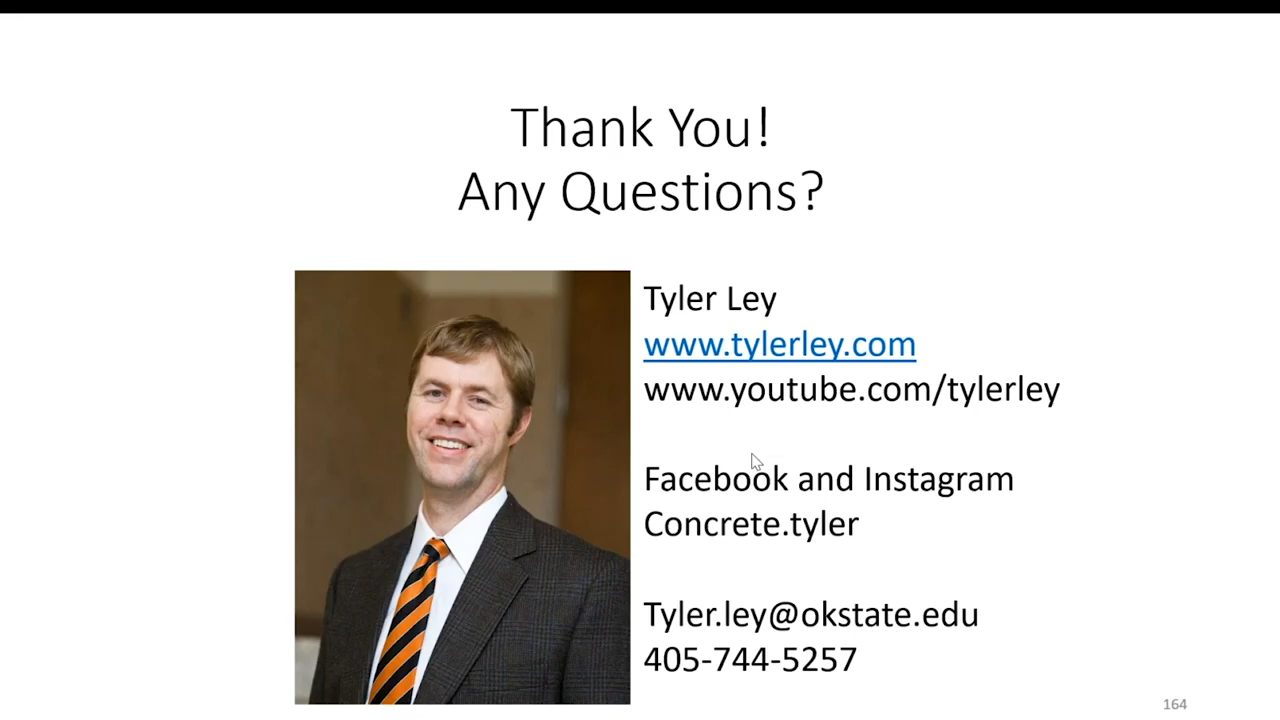 Thank You!
Any Questions?
Tyler Ley
www.tylerley.com
www.youtube.com/tylerley
Facebook and Instagram
Concrete.tyler
Tyler.ley@okstate.edu
405-744-5257
164